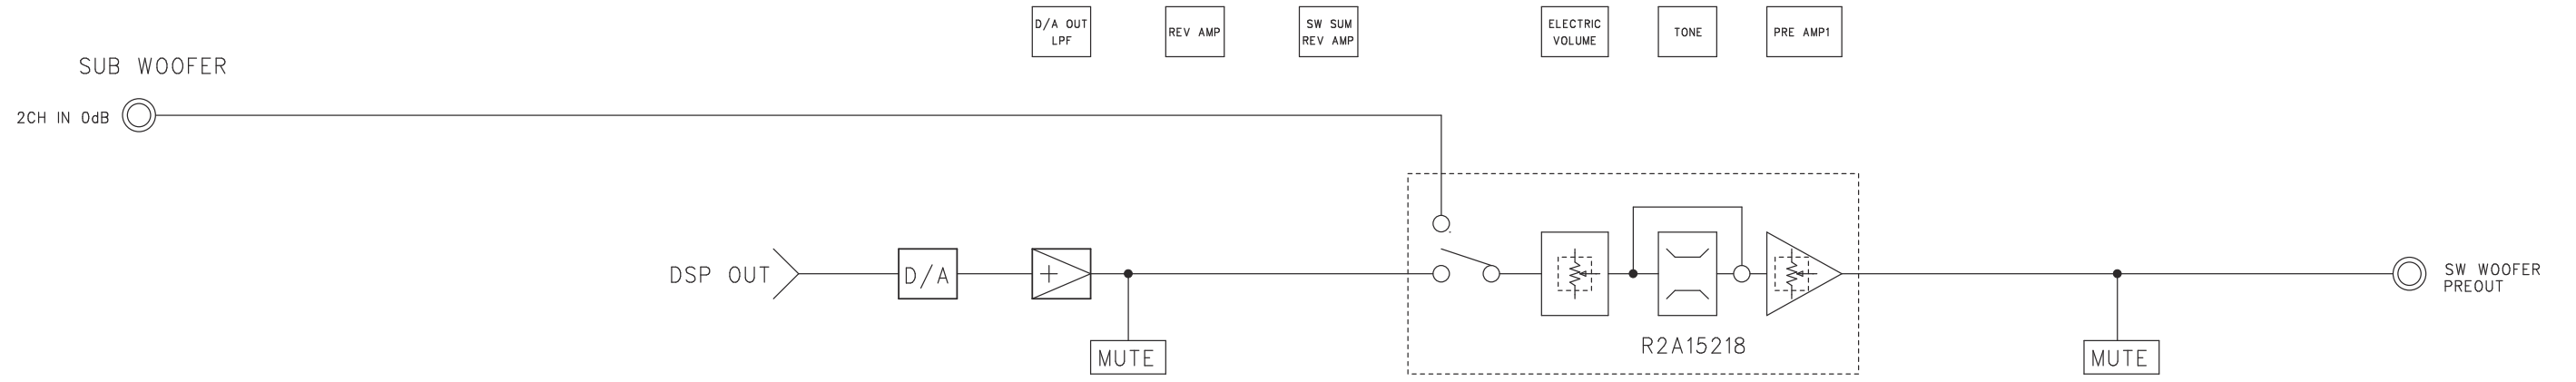 D/A OUT
LPF
REV AMP
SW SUM
REV AMP
ELECTRIC
VOLUME
TONE
PRE AMP1
SUB WOOFER
2CH IN 0dB
DSP OUT
D/A
+
MUTE
R2A15218
MUTE
SW WOOFER
PREOUT